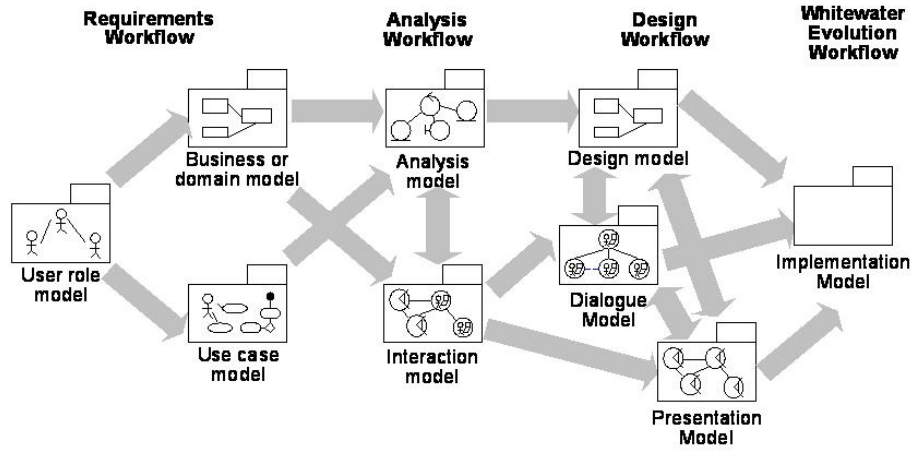 Requirements
Workflow
Analysis
Workflow
Design
Workflow
Whitewater
Evolution
Workflow
Business or
domain model
Analysis
model
Design model
User role
model
Implementation
Model
Dialogue
Model
Use case
model
Interaction
model
Presentation
Model